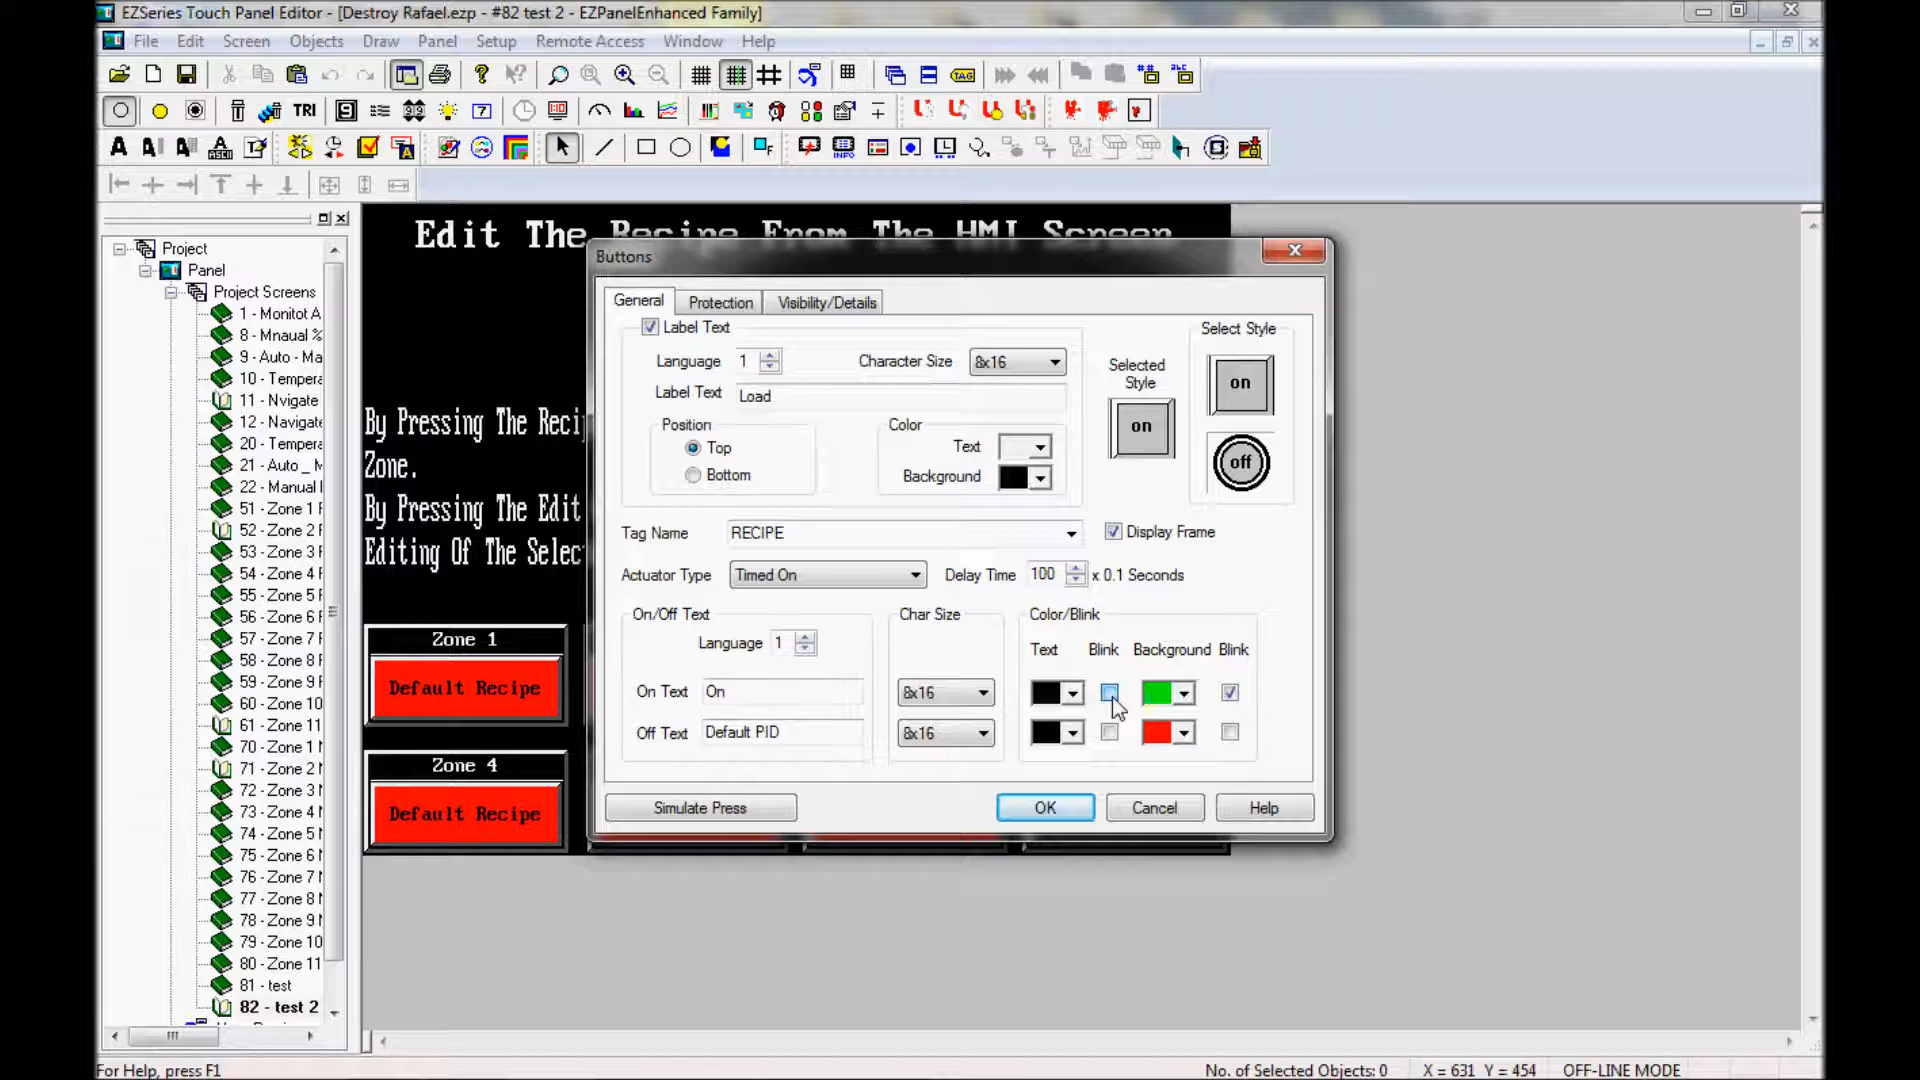 EZSeries Touch Panel Editor - [Destroy Rafael.ezp - #82 test 2 - EZPanelEnhanced Family]
File Edit Screen Objects Draw Panel Setup Remote Access Window Help
TAG
TRI
ASCII
INFO
Project
Panel
Project Screens
1 - Monitot A
8 - Mnaual %
9 - Auto - Ma
10 - Tempera
11 - Nvigate
12 - Navigate
20 - Tempera
21 - Auto _ M
22 - Manual I
51 - Zone 1 F
52 - Zone 2 F
53 - Zone 3 F
54 - Zone 4 F
55 - Zone 5 F
56 - Zone 6 F
57 - Zone 7 F
58 - Zone 8 F
59 - Zone 9 F
60 - Zone 10
61 - Zone 11
70 - Zone 1 N
71 - Zone 2 N
72 - Zone 3 N
73 - Zone 4 N
74 - Zone 5 N
75 - Zone 6 N
76 - Zone 7 N
77 - Zone 8 N
78 - Zone 9 N
79 - Zone 10
80 - Zone 11
81 - test
82 - test 2
Edit The Recipe From The HMI Screen
By Pressing The Reci
Zone.
By Pressing The Edit
Editing Of The Selec
Zone 1
Default Recipe
Zone 4
Default Recipe
Buttons
General Protection Visibility/Details
Label Text
Language 1 Character Size 8x16
Label Text Load
Position
Top
Bottom
Color
Text
Background
Selected Style
on
Select Style
on
off
Tag Name RECIPE Display Frame
Actuator Type Timed On Delay Time 100 x 0.1 Seconds
On/Off Text Char Size Color/Blink
Language 1 Text Blink Background Blink
On Text On 8x16
Off Text Default PID 8x16
Simulate Press OK Cancel Help
For Help, press F1 No. of Selected Objects: 0 X = 631 Y = 454 OFF-LINE MODE